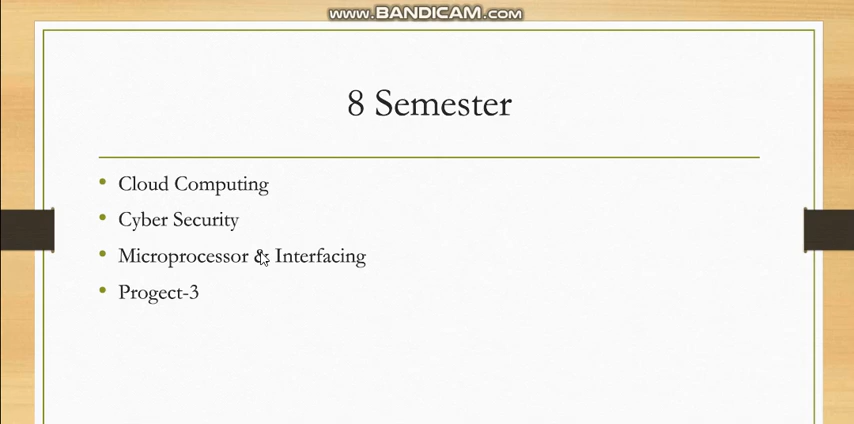 www.BANDICAM.com
8 Semester
• Cloud Computing
• Cyber Security
• Microprocessor & Interfacing
• Progect-3